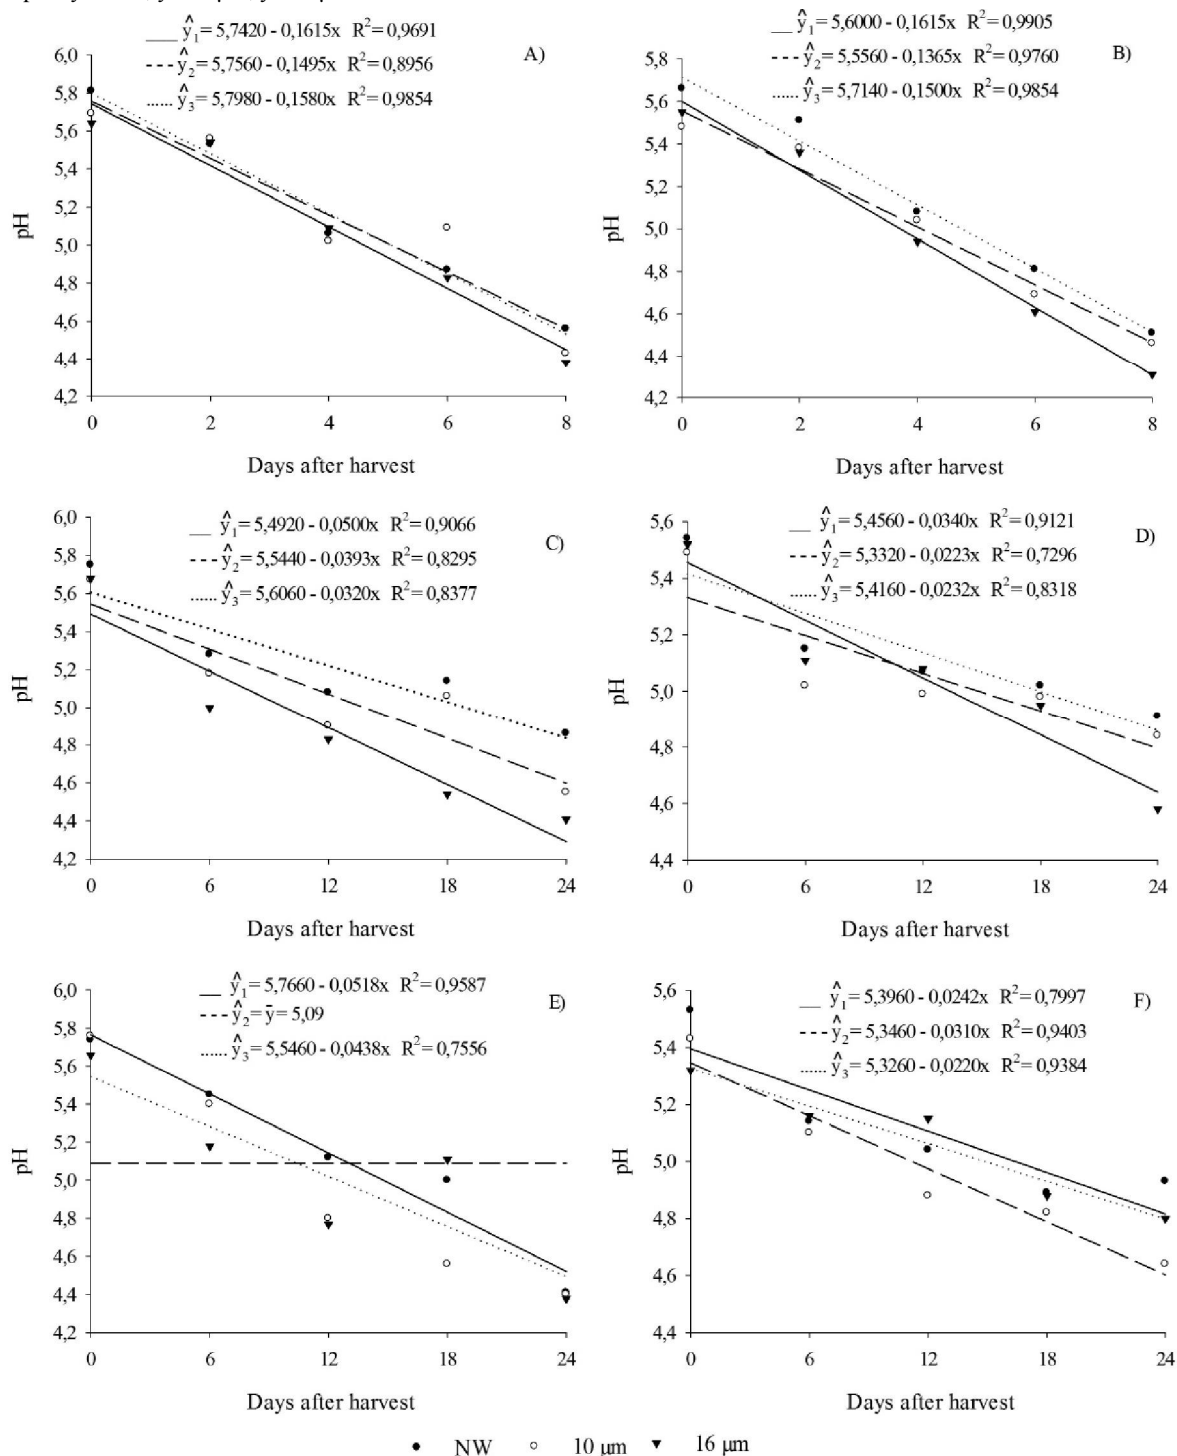 ŷ1 = 5,7420 - 0,1615x R² = 0,9691
ŷ2 = 5,7560 - 0,1495x R² = 0,8956
ŷ3 = 5,7980 - 0,1580x R² = 0,9854
A)
6,0
5,8
5,6
5,4
5,2
5,0
4,8
4,6
4,4
4,2
pH
0 2 4 6 8
Days after harvest
ŷ1 = 5,6000 - 0,1615x R² = 0,9905
ŷ2 = 5,5560 - 0,1365x R² = 0,9760
ŷ3 = 5,7140 - 0,1500x R² = 0,9854
B)
5,8
5,6
5,4
5,2
5,0
4,8
4,6
4,4
4,2
pH
0 2 4 6 8
Days after harvest
ŷ1 = 5,4920 - 0,0500x R² = 0,9066
ŷ2 = 5,5440 - 0,0393x R² = 0,8295
ŷ3 = 5,6060 - 0,0320x R² = 0,8377
C)
6,0
5,8
5,6
5,4
5,2
5,0
4,8
4,6
4,4
4,2
pH
0 6 12 18 24
Days after harvest
ŷ1 = 5,4560 - 0,0340x R² = 0,9121
ŷ2 = 5,3320 - 0,0223x R² = 0,7296
ŷ3 = 5,4160 - 0,0232x R² = 0,8318
D)
5,6
5,4
5,2
5,0
4,8
4,6
4,4
pH
0 6 12 18 24
Days after harvest
ŷ1 = 5,7660 - 0,0518x R² = 0,9587
ŷ2 = ȳ = 5,09
ŷ3 = 5,5460 - 0,0438x R² = 0,7556
E)
6,0
5,8
5,6
5,4
5,2
5,0
4,8
4,6
4,4
4,2
pH
0 6 12 18 24
Days after harvest
ŷ1 = 5,3960 - 0,0242x R² = 0,7997
ŷ2 = 5,3460 - 0,0310x R² = 0,9403
ŷ3 = 5,3260 - 0,0220x R² = 0,9384
F)
5,6
5,4
5,2
5,0
4,8
4,6
4,4
pH
0 6 12 18 24
Days after harvest
NW 10 µm 16 µm